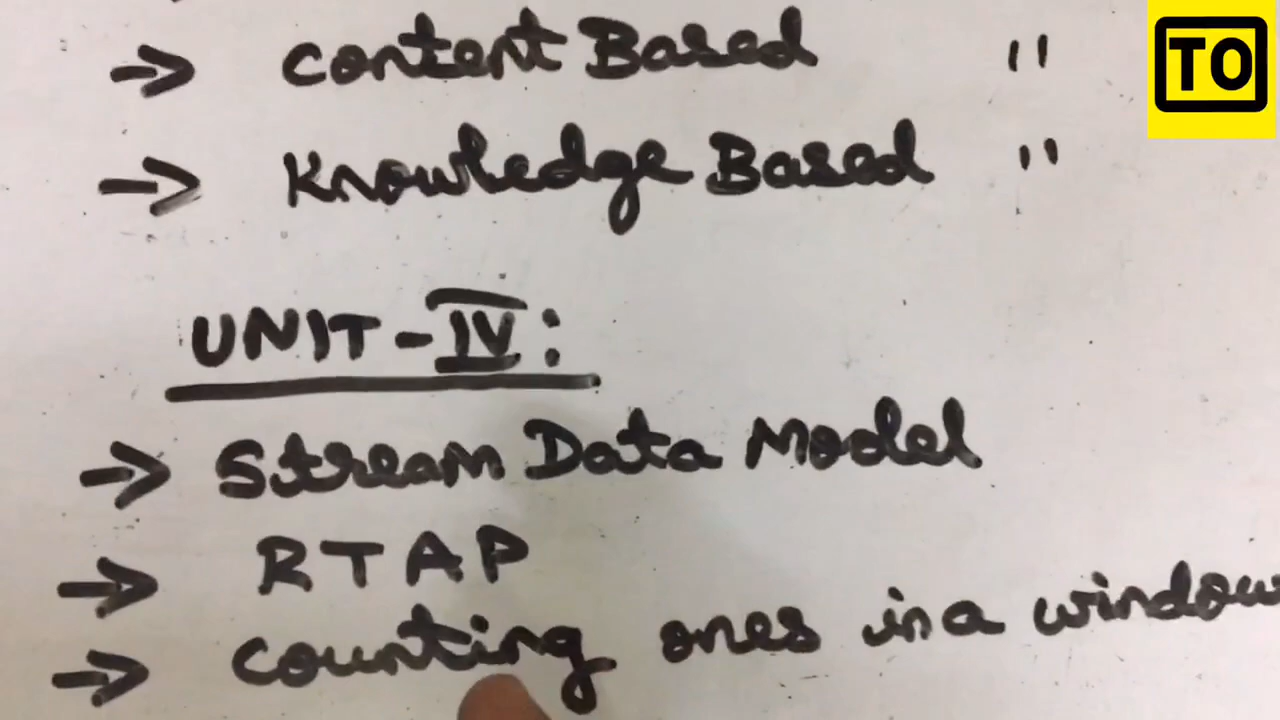 → Content Based "
TO
→ Knowledge Based "
UNIT-IV:
→ Stream Data Model
→ RTAP
→ Counting ones in a window